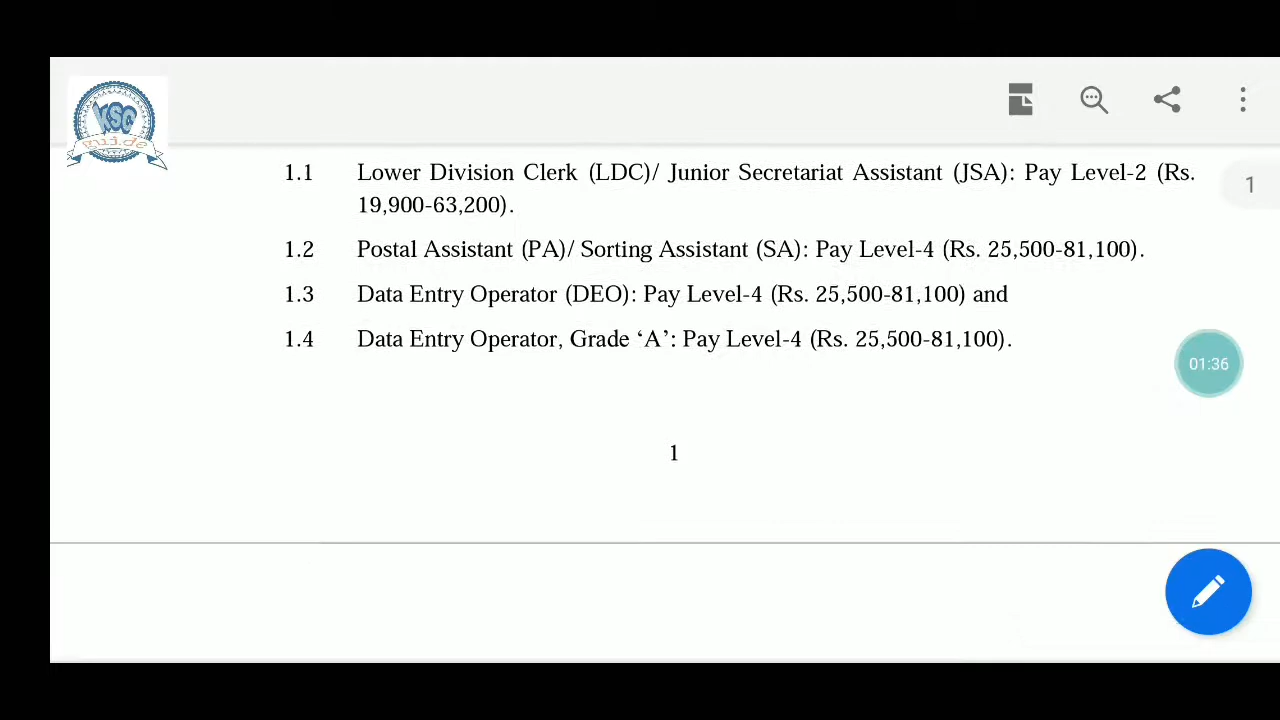 KSG
guide
1.1 Lower Division Clerk (LDC)/ Junior Secretariat Assistant (JSA): Pay Level-2 (Rs.
19,900-63,200).
1
1.2 Postal Assistant (PA)/ Sorting Assistant (SA): Pay Level-4 (Rs. 25,500-81,100).
1.3 Data Entry Operator (DEO): Pay Level-4 (Rs. 25,500-81,100) and
1.4 Data Entry Operator, Grade ‘A’: Pay Level-4 (Rs. 25,500-81,100).
01:36
1